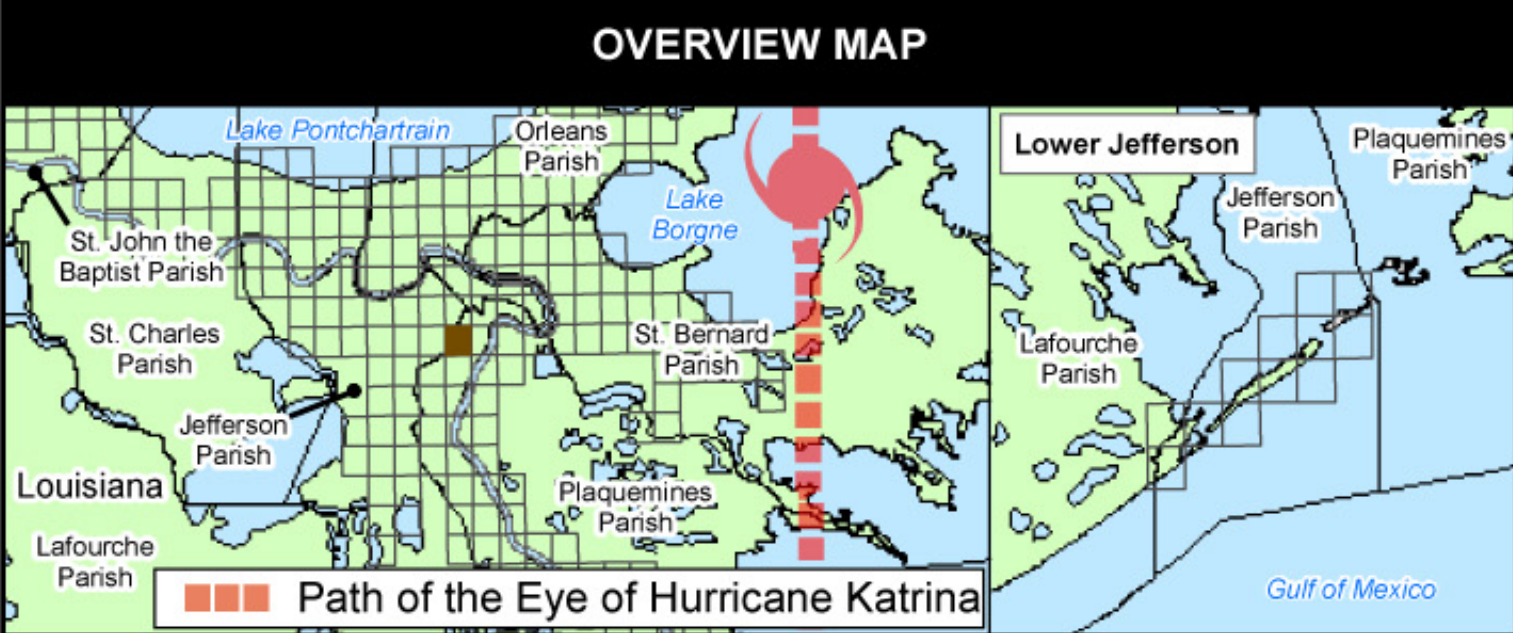 OVERVIEW MAP
Lake Pontchartrain
Orleans
Parish
Lake
Borgne
St. John the
Baptist Parish
St. Charles
Parish
St. Bernard
Parish
Jefferson
Parish
Louisiana
Plaquemines
Parish
Lafourche
Parish
Path of the Eye of Hurricane Katrina
Lower Jefferson
Plaquemines
Parish
Jefferson
Parish
Lafourche
Parish
Gulf of Mexico